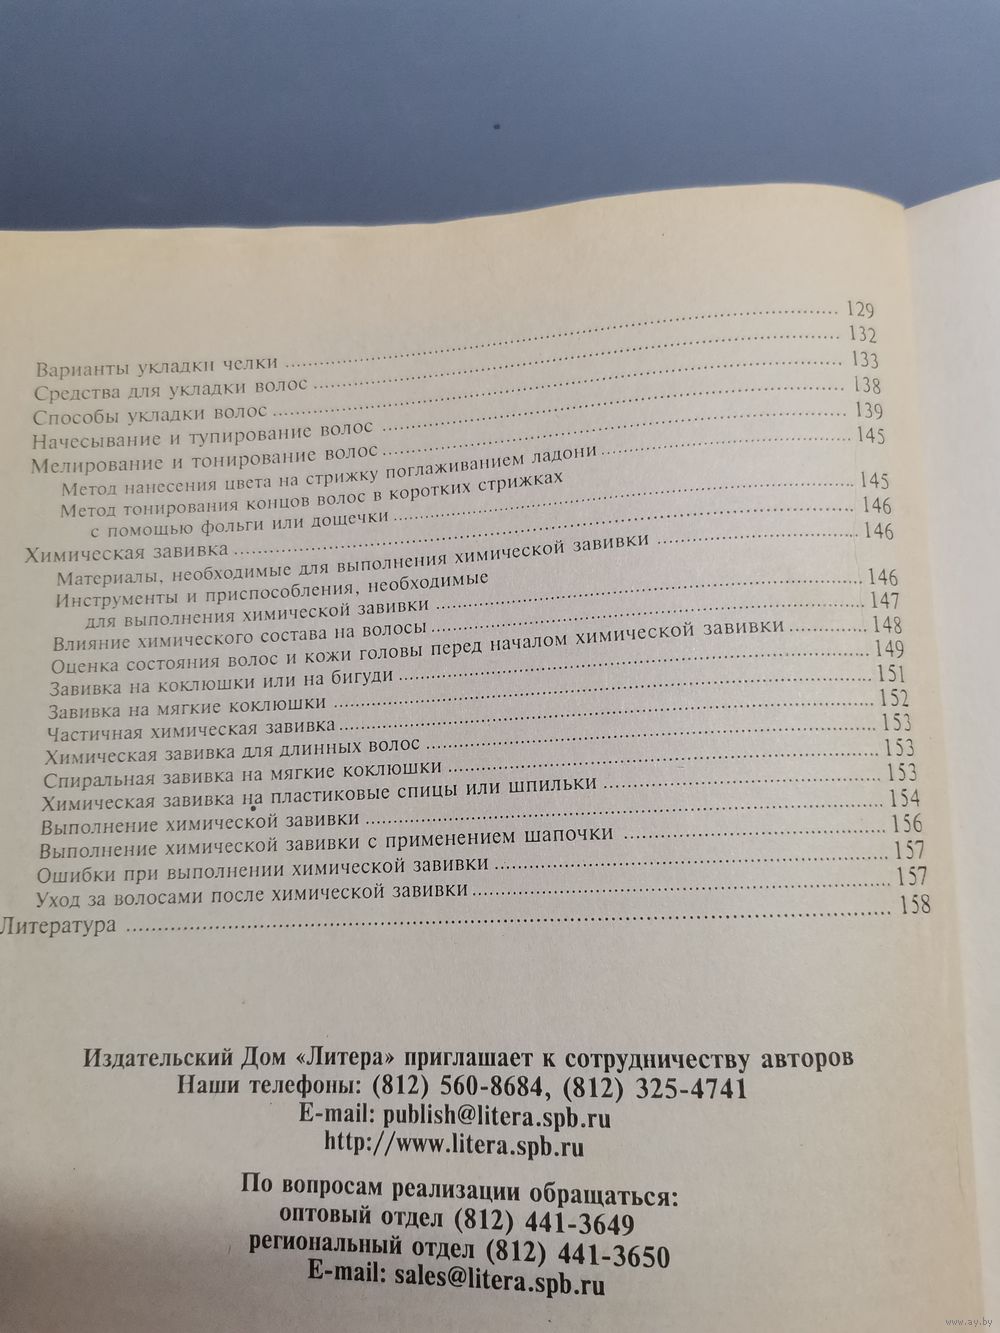 Варианты укладки челки ........ 129
Средства для укладки волос ........ 132
Способы укладки волос ........ 133
Начесывание и тупирование волос ........ 138
Мелирование и тонирование волос ........ 139
Метод нанесения цвета на стрижку поглаживанием ладони ........ 145
Метод тонирования концов волос в коротких стрижках
с помощью фольги или дощечки ........ 145
Химическая завивка ........ 146
Материалы, необходимые для выполнения химической завивки ........ 146
Инструменты и приспособления, необходимые
для выполнения химической завивки ........ 146
Влияние химического состава на волосы ........ 147
Оценка состояния волос и кожи головы перед началом химической завивки ........ 148
Завивка на коклюшки или на бигуди ........ 149
Завивка на мягкие коклюшки ........ 151
Частичная химическая завивка ........ 152
Химическая завивка для длинных волос ........ 153
Спиральная завивка на мягкие коклюшки ........ 153
Химическая завивка на пластиковые спицы или шпильки ........ 153
Выполнение химической завивки ........ 154
Выполнение химической завивки с применением шапочки ........ 156
Ошибки при выполнении химической завивки ........ 157
Уход за волосами после химической завивки ........ 157
Литература ........ 158
Издательский Дом «Литера» приглашает к сотрудничеству авторов
Наши телефоны: (812) 560-8684, (812) 325-4741
E-mail: publish@litera.spb.ru
http://www.litera.spb.ru
По вопросам реализации обращаться:
оптовый отдел (812) 441-3649
региональный отдел (812) 441-3650
E-mail: sales@litera.spb.ru
www.ay.by